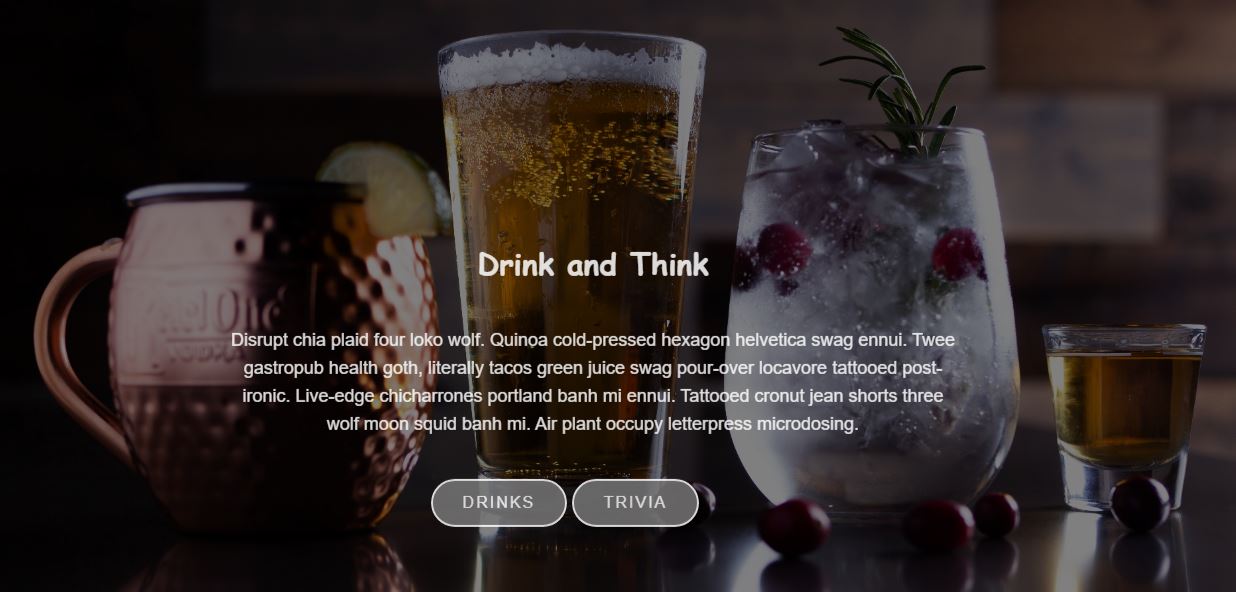 Drink and Think
Disrupt chia plaid four loko wolf. Quinoa cold-pressed hexagon helvetica swag ennui. Twee
gastropub health goth, literally tacos green juice swag pour-over locavore tattooed post-
ironic. Live-edge chicharrones portland banh mi ennui. Tattooed cronut jean shorts three
wolf moon squid banh mi. Air plant occupy letterpress microdosing.
DRINKS TRIVIA